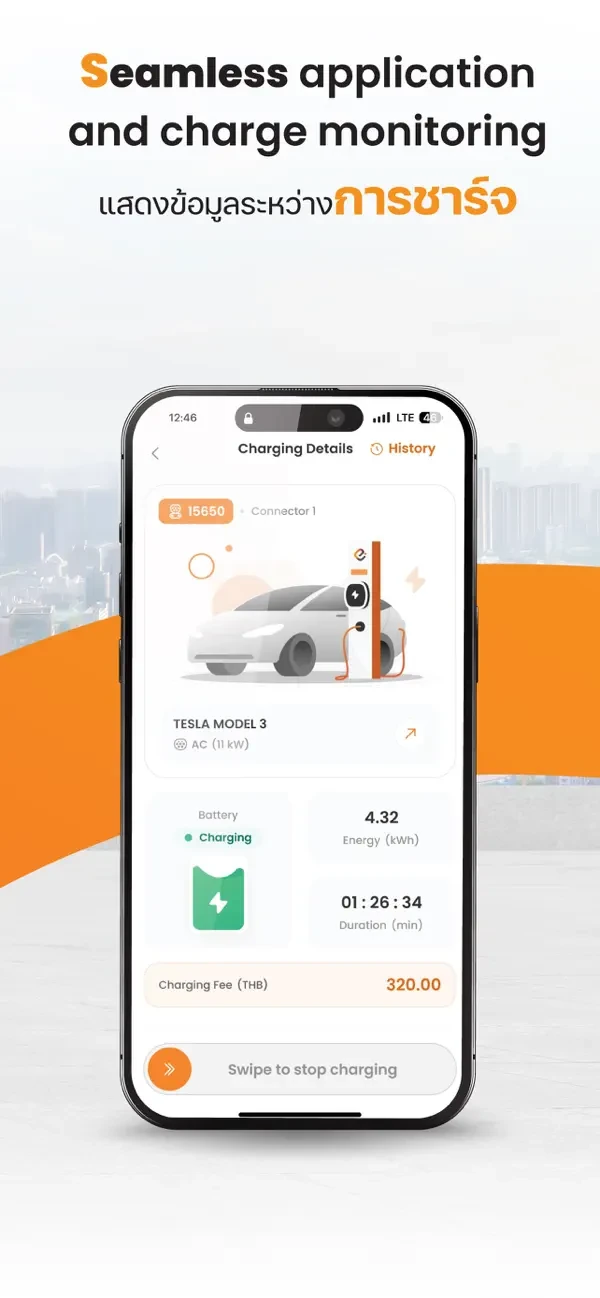 Seamless application
and charge monitoring
แสดงข้อมูลระหว่างการชาร์จ
12:46
LTE
Charging Details
History
15650
Connector 1
TESLA MODEL 3
AC (11 kW)
Battery
Charging
4.32
Energy (kWh)
01 : 26 : 34
Duration (min)
Charging Fee (THB)
320.00
Swipe to stop charging